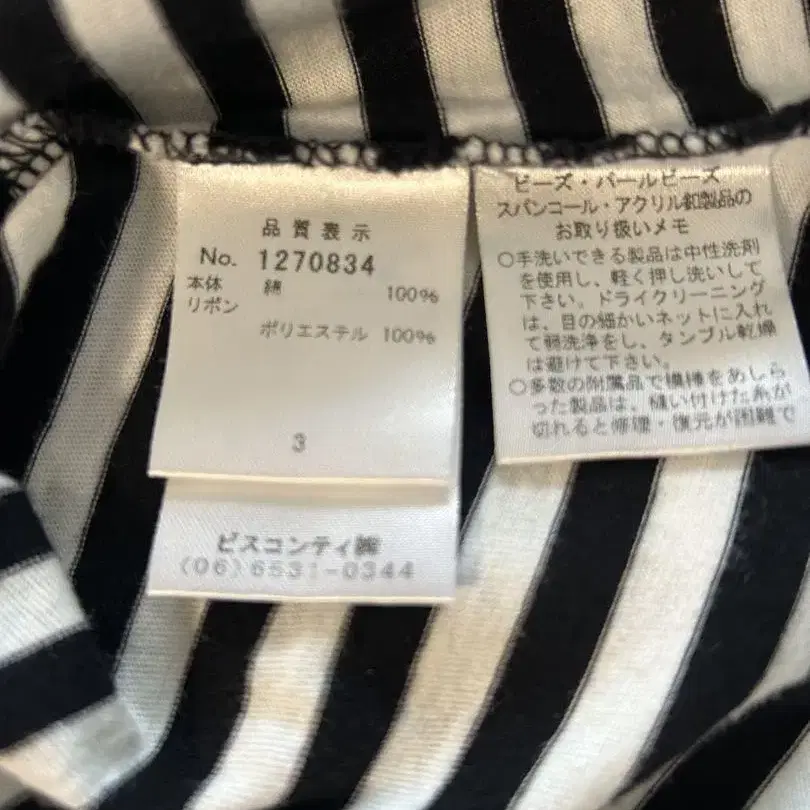 品質表示
No. 1270834
本体 綿 100%
リボン
ポリエステル 100%
3
ビスコンティ㈱
(06)6531-0344
ビーズ・パールビーズ
スパンコール・アクリル釦製品の
お取り扱いメモ
○手洗いできる製品は中性洗剤
を使用し、軽く押し洗いして
下さい。ドライクリーニング
は、目の細かいネットに入れ
て弱洗浄をし、タンブル乾燥
は避けて下さい。
○多数の附属品で模様をあしら
った製品は、縫い付けた糸が
切れると修理・復元が困難で